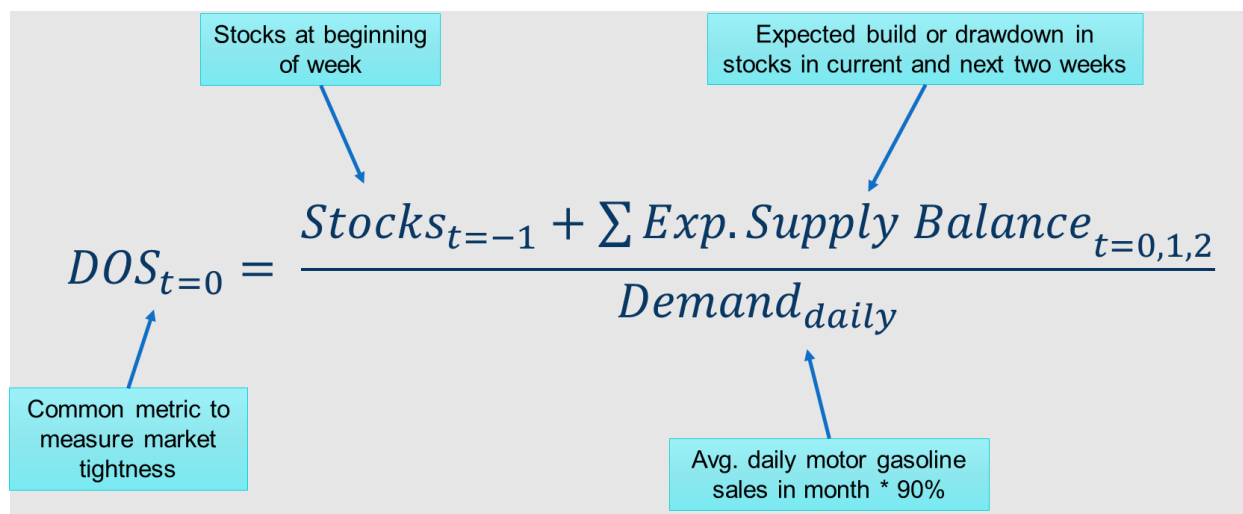 Stocks at beginning
of week
Expected build or drawdown in
stocks in current and next two weeks
DOS_{t=0} = \frac{Stocks_{t=-1} + \sum Exp. Supply Balance_{t=0,1,2}}{Demand_{daily}}
Common metric to
measure market
tightness
Avg. daily motor gasoline
sales in month * 90%